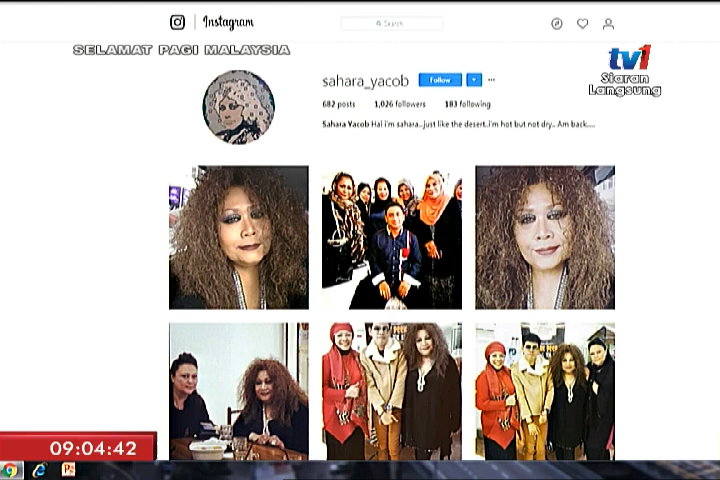 Instagram
Search
SELAMAT PAGI MALAYSIA
tv1
Siaran
Langsung
sahara_yacob
Follow
682 posts
1,026 followers
183 following
Sahara Yacob Hai i'm sahara...just like the desert..i'm hot but not dry.. Am back....
09:04:42